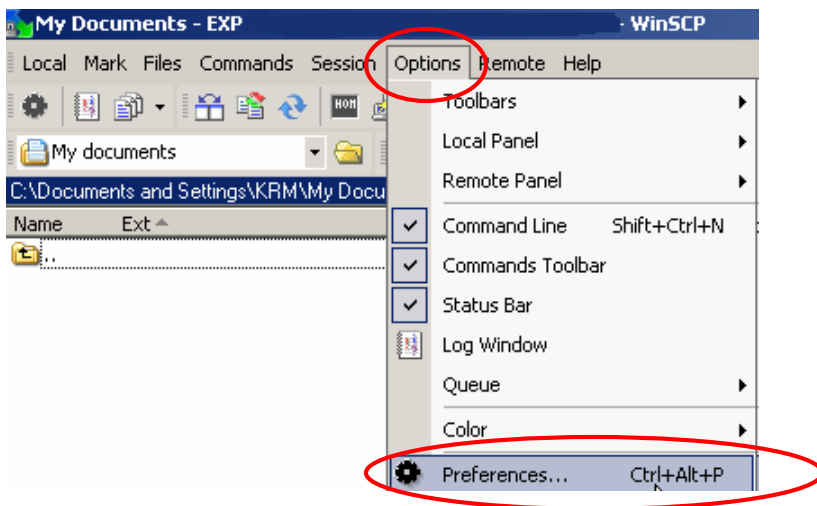 My Documents - EXP - WinSCP
Local Mark Files Commands Session Options Remote Help
HOM
Toolbars
My documents
Local Panel
C:\Documents and Settings\KRM\My Docu
Remote Panel
Name Ext
Command Line Shift+Ctrl+N
..
Commands Toolbar
Status Bar
Log Window
Queue
Color
Preferences... Ctrl+Alt+P